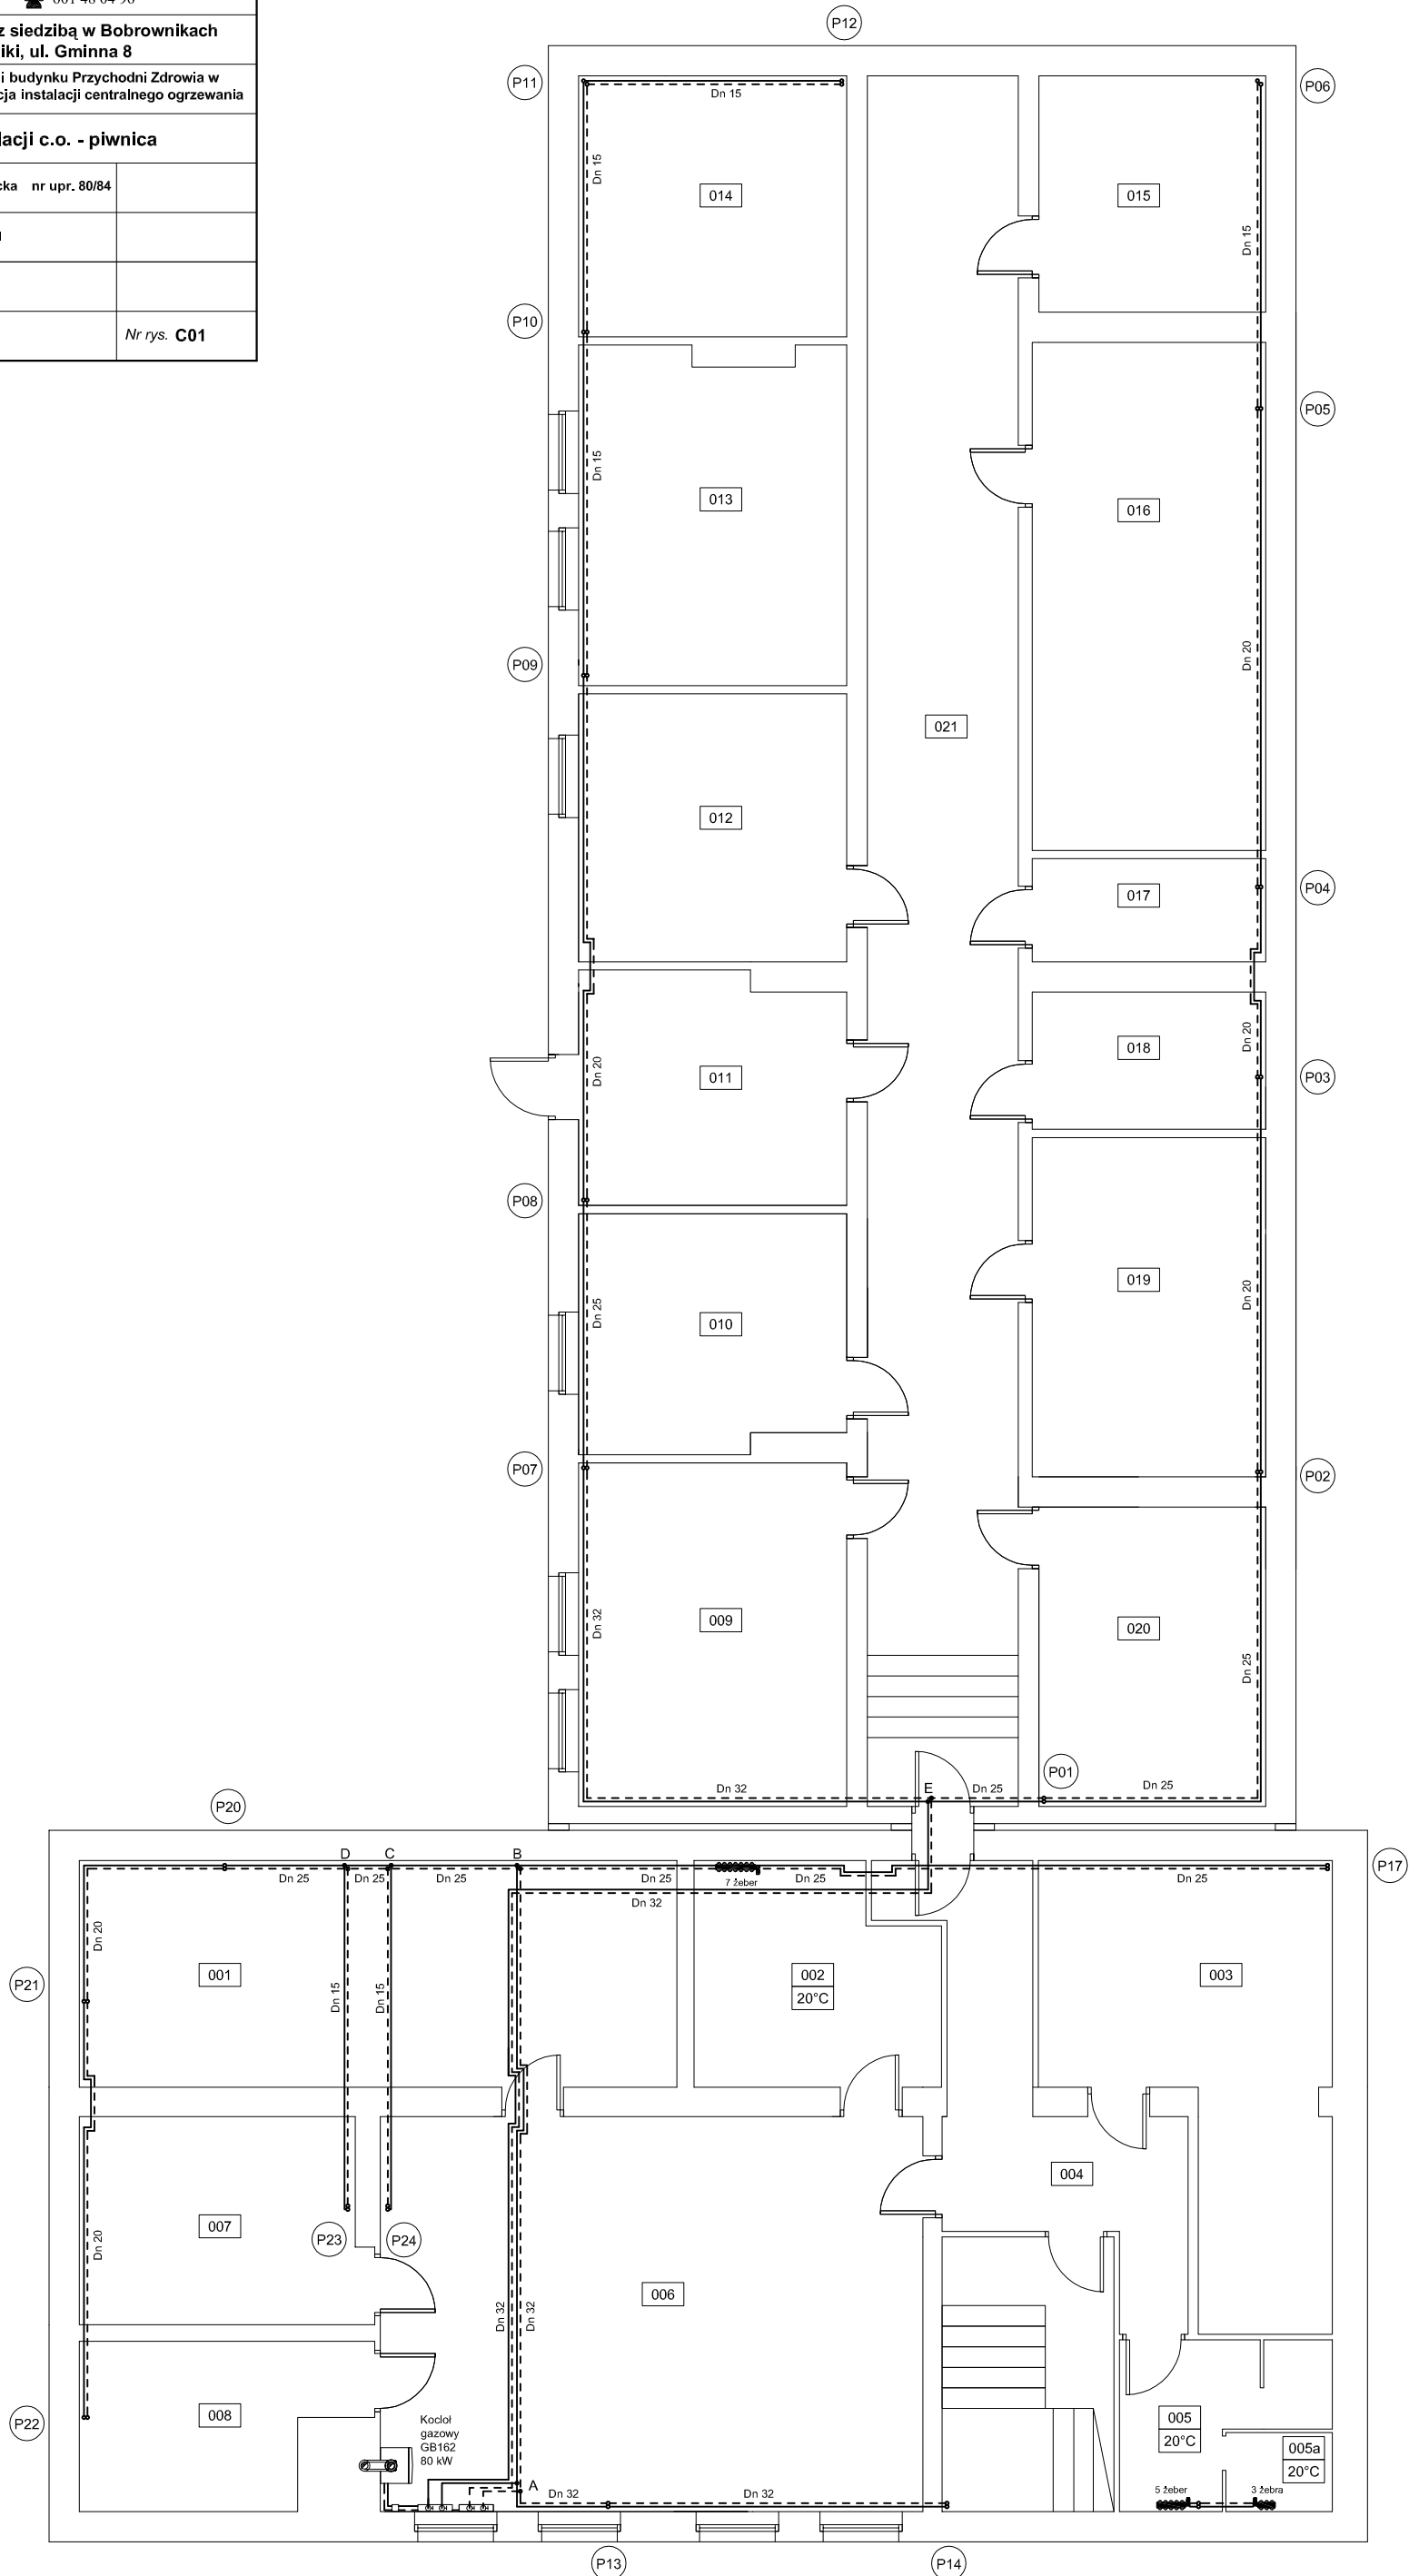 601 48 04 96
z siedzibą w Bobrownikach
iki, ul. Gminna 8
i budynku Przychodni Zdrowia w
cja instalacji centralnego ogrzewania
lacji c.o. - piwnica
cka nr upr. 80/84
Nr rys. C01
P12
P11
P06
Dn 15
Dn 15
014
015
Dn 15
P10
P05
Dn 15
013
016
Dn 20
P09
021
012
017
P04
Dn 20
018
P03
Dn 20
011
P08
019
Dn 20
Dn 25
010
P07
P02
Dn 32
009
020
Dn 25
P01
Dn 32
E
Dn 25
Dn 25
P20
D
C
B
P17
Dn 25
Dn 25
Dn 25
Dn 25
7 żeber
Dn 25
Dn 25
Dn 32
Dn 20
P21
001
Dn 15
Dn 15
002
20°C
003
004
007
P23
P24
Dn 20
006
Dn 32
Dn 32
P22
008
Kocioł
gazowy
GB162
80 kW
005
20°C
005a
20°C
A
Dn 32
Dn 32
5 żeber
3 żebra
P13
P14